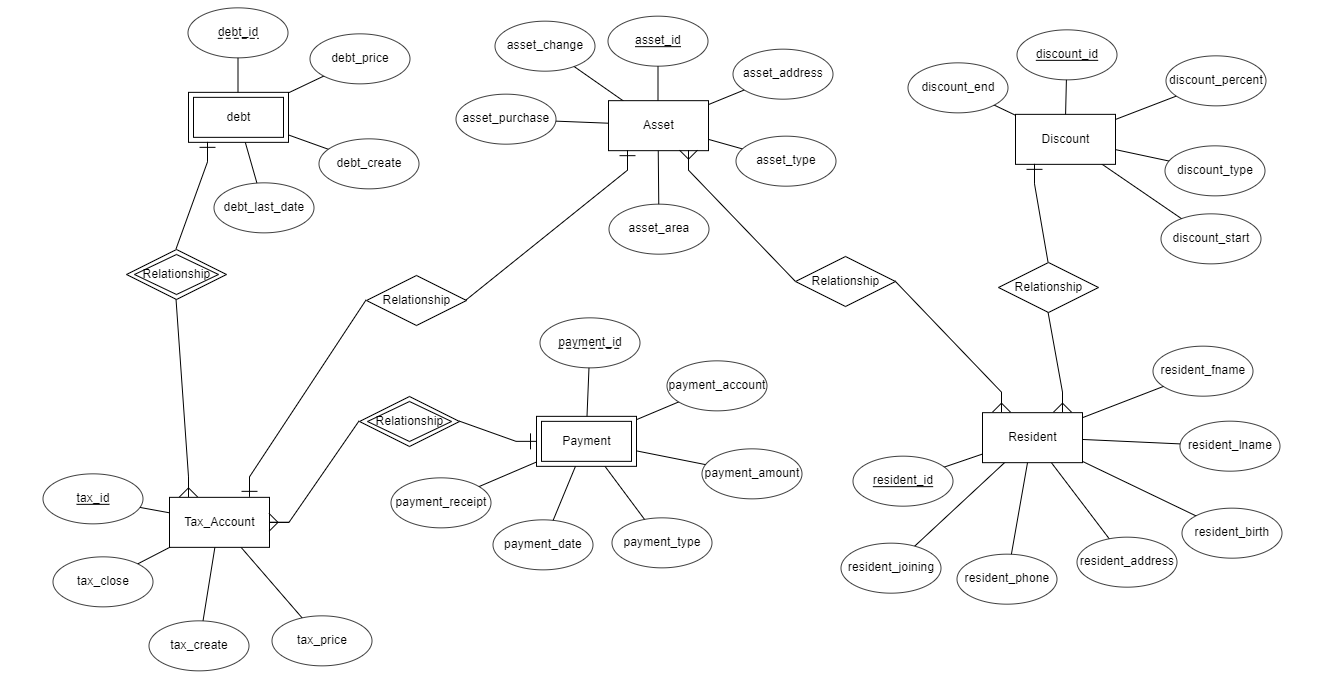 debt_id
debt_price
debt
debt_create
debt_last_date
Relationship
asset_change
asset_id
asset_address
asset_purchase
Asset
asset_type
asset_area
Relationship
Relationship
discount_id
discount_percent
discount_end
Discount
discount_type
discount_start
Relationship
payment_id
payment_account
Relationship
Payment
payment_amount
payment_receipt
payment_date
payment_type
resident_fname
Resident
resident_lname
resident_id
resident_birth
resident_joining
resident_phone
resident_address
tax_id
Tax_Account
tax_close
tax_create
tax_price